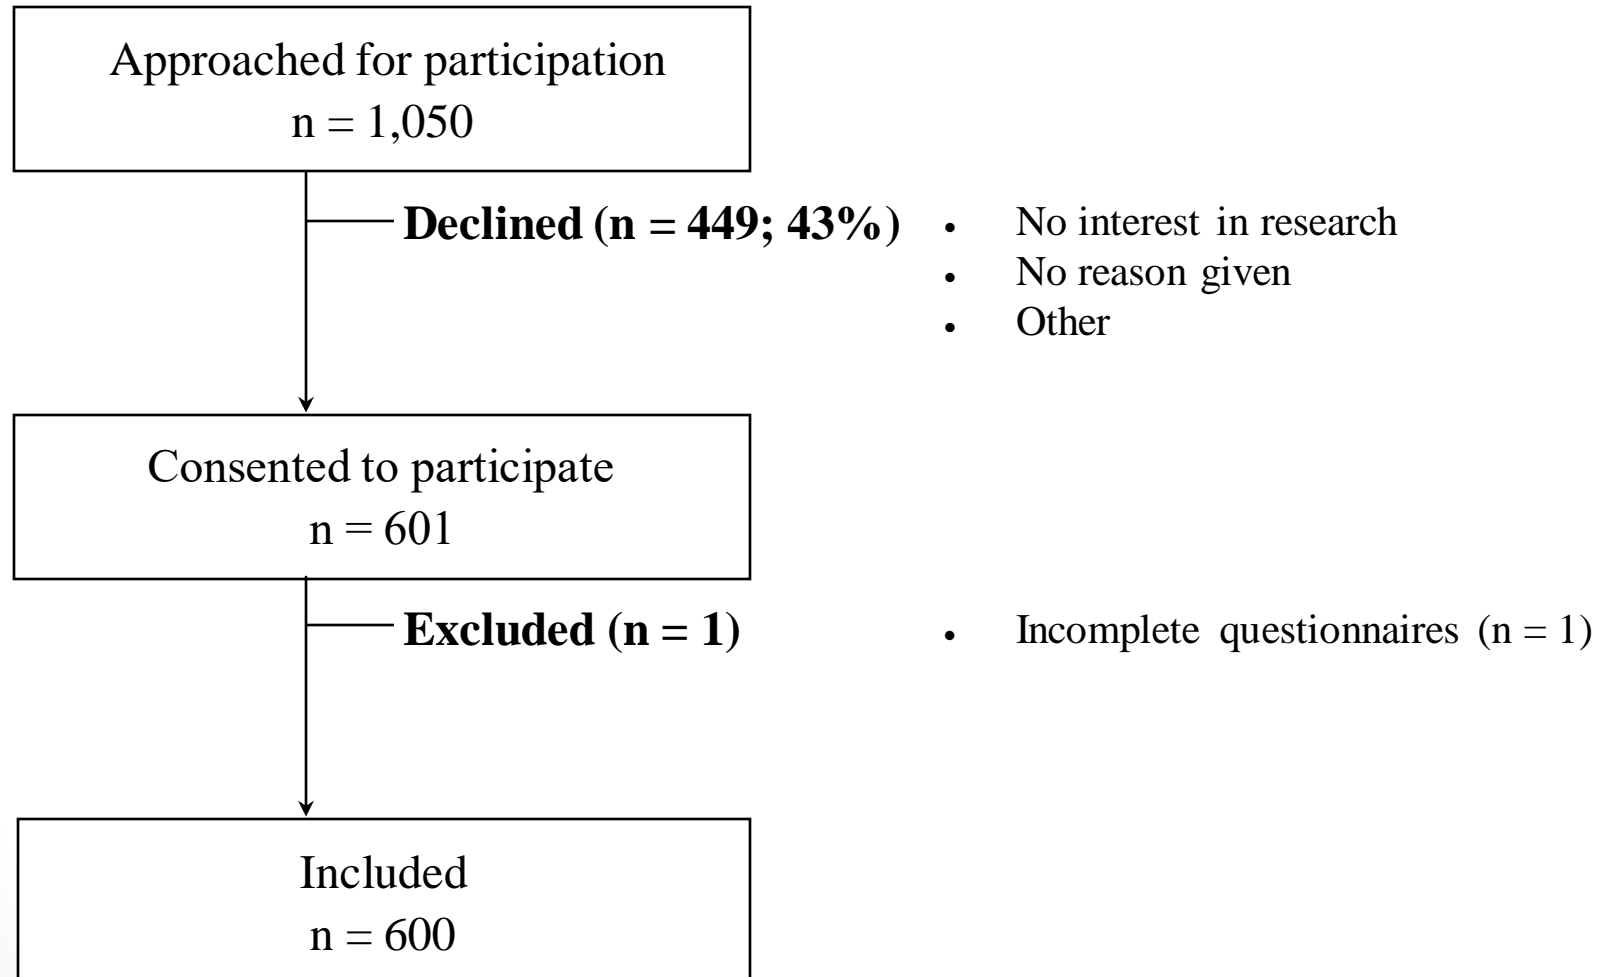 Approached for participation
n = 1,050
Declined (n = 449; 43%)
• No interest in research
• No reason given
• Other
Consented to participate
n = 601
Excluded (n = 1)
• Incomplete questionnaires (n = 1)
Included
n = 600